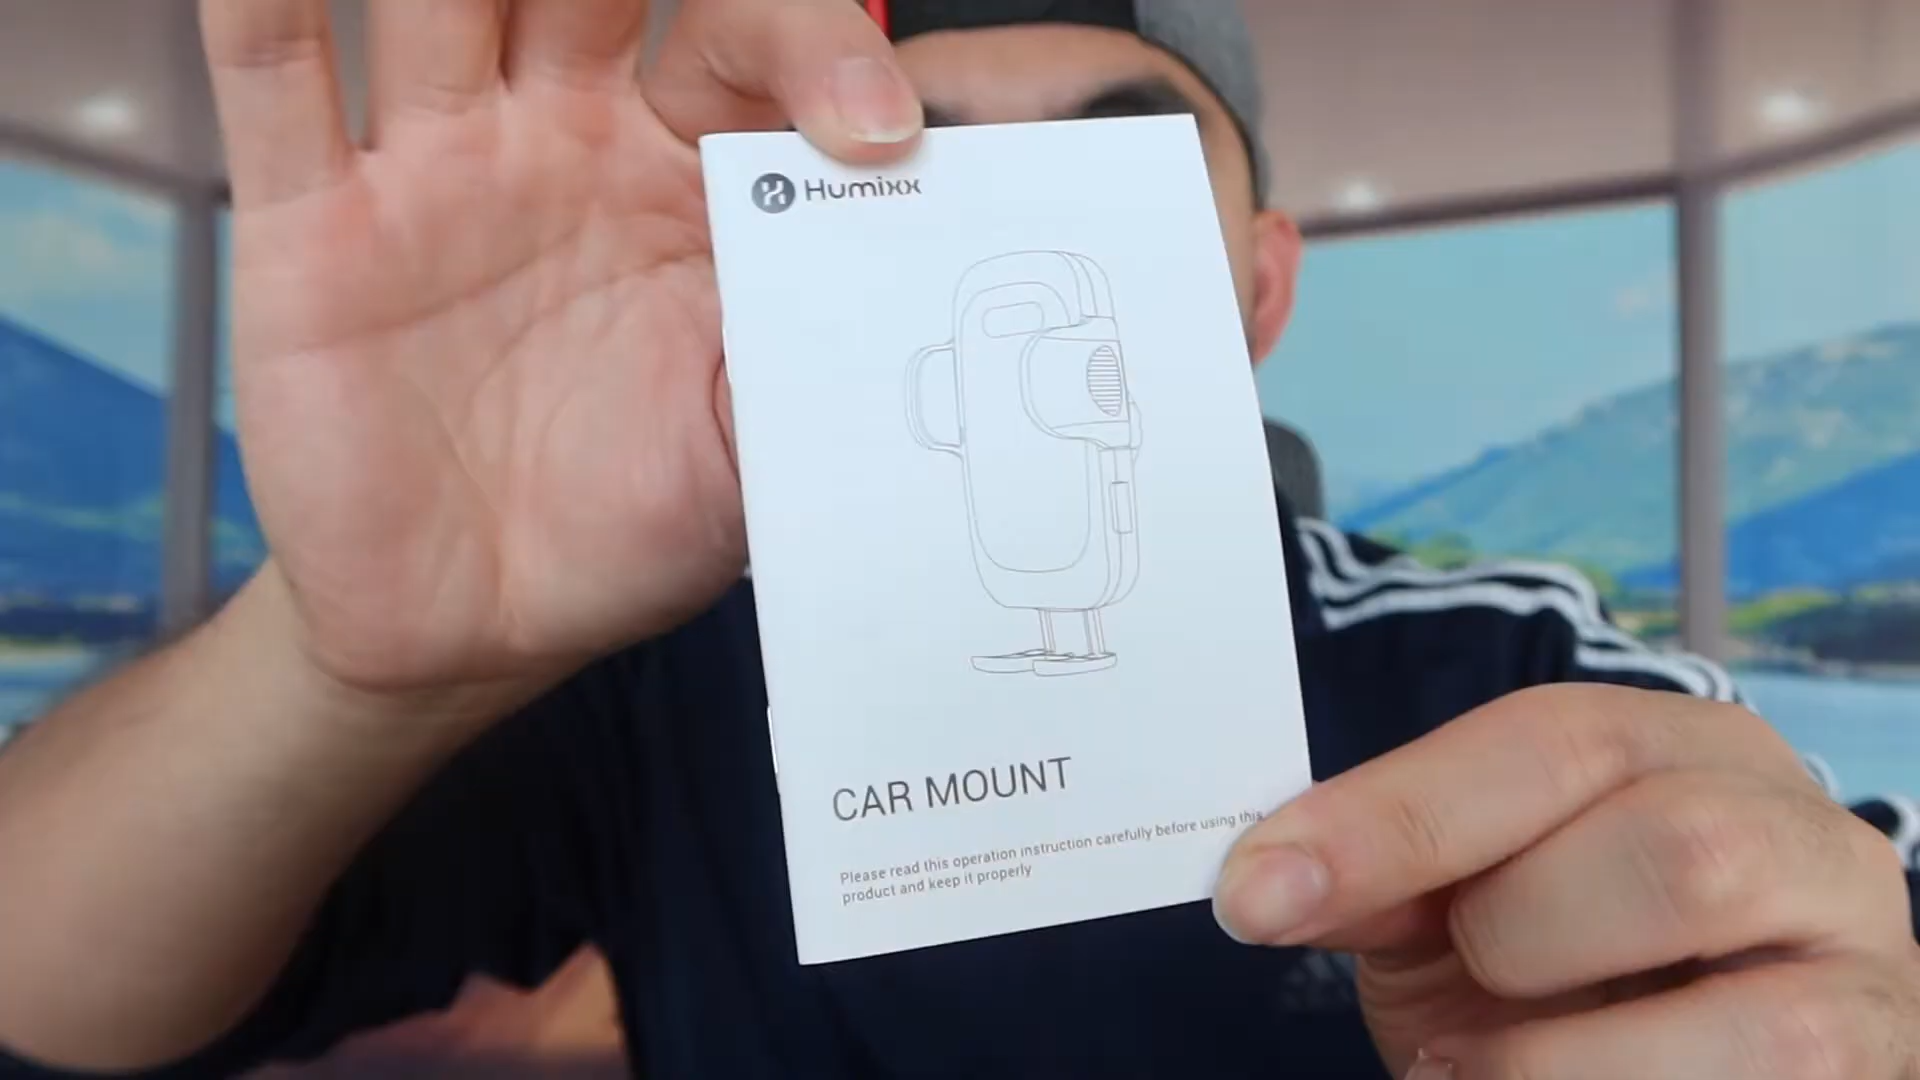 Humixx
CAR MOUNT
Please read this operation instruction carefully before using this
product and keep it properly